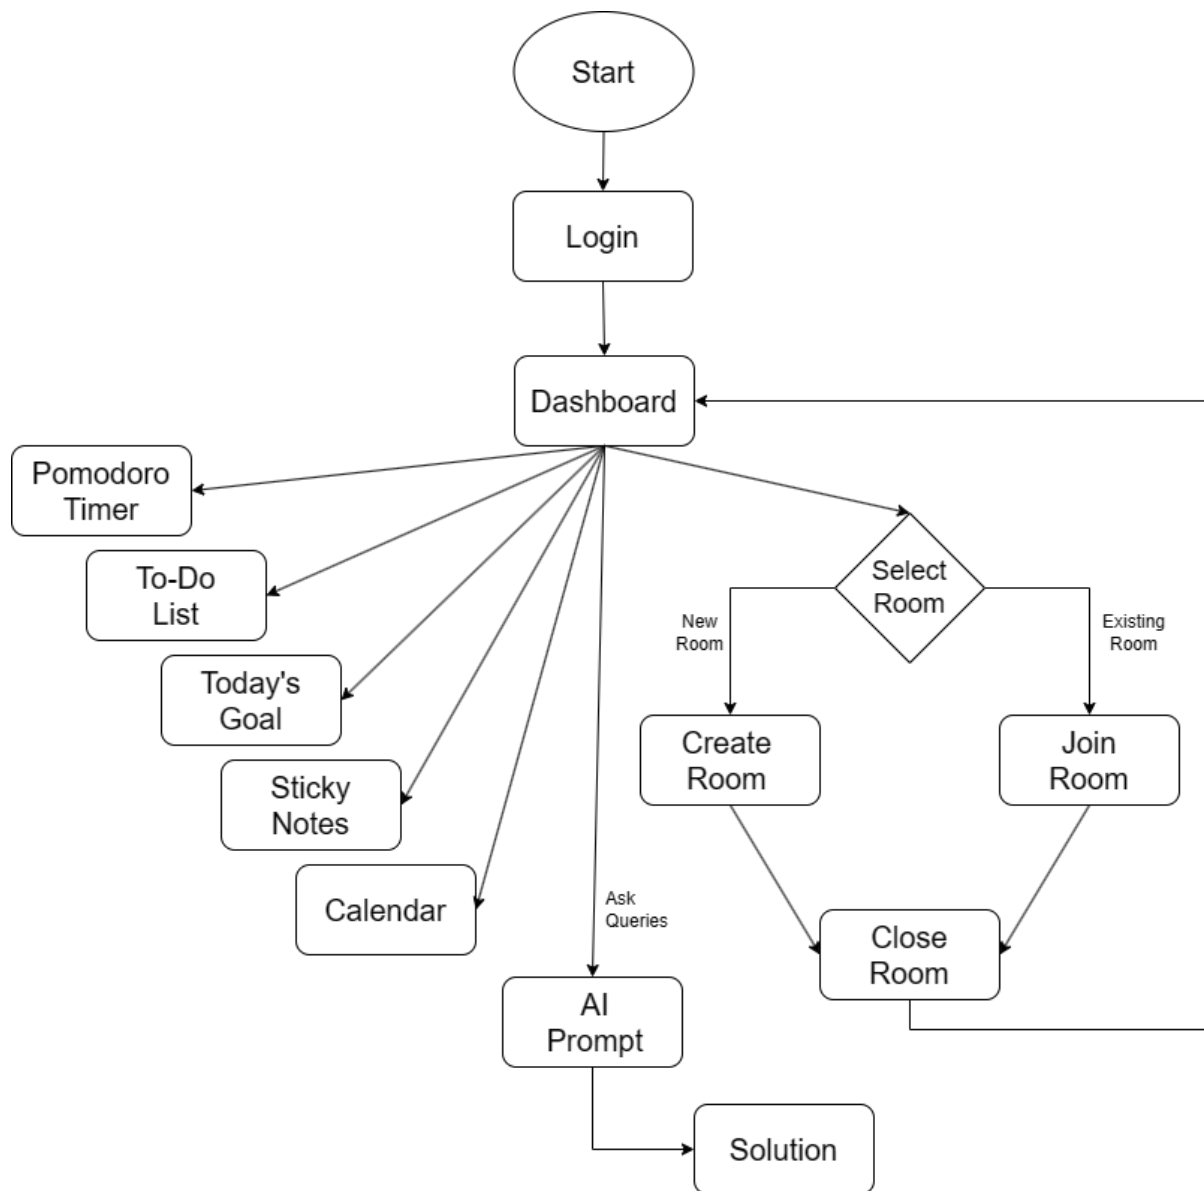 Start
Login
Dashboard
Pomodoro
Timer
To-Do
List
Today's
Goal
Sticky
Notes
Calendar
Select
Room
New
Room
Existing
Room
Create
Room
Join
Room
Ask
Queries
Close
Room
AI
Prompt
Solution